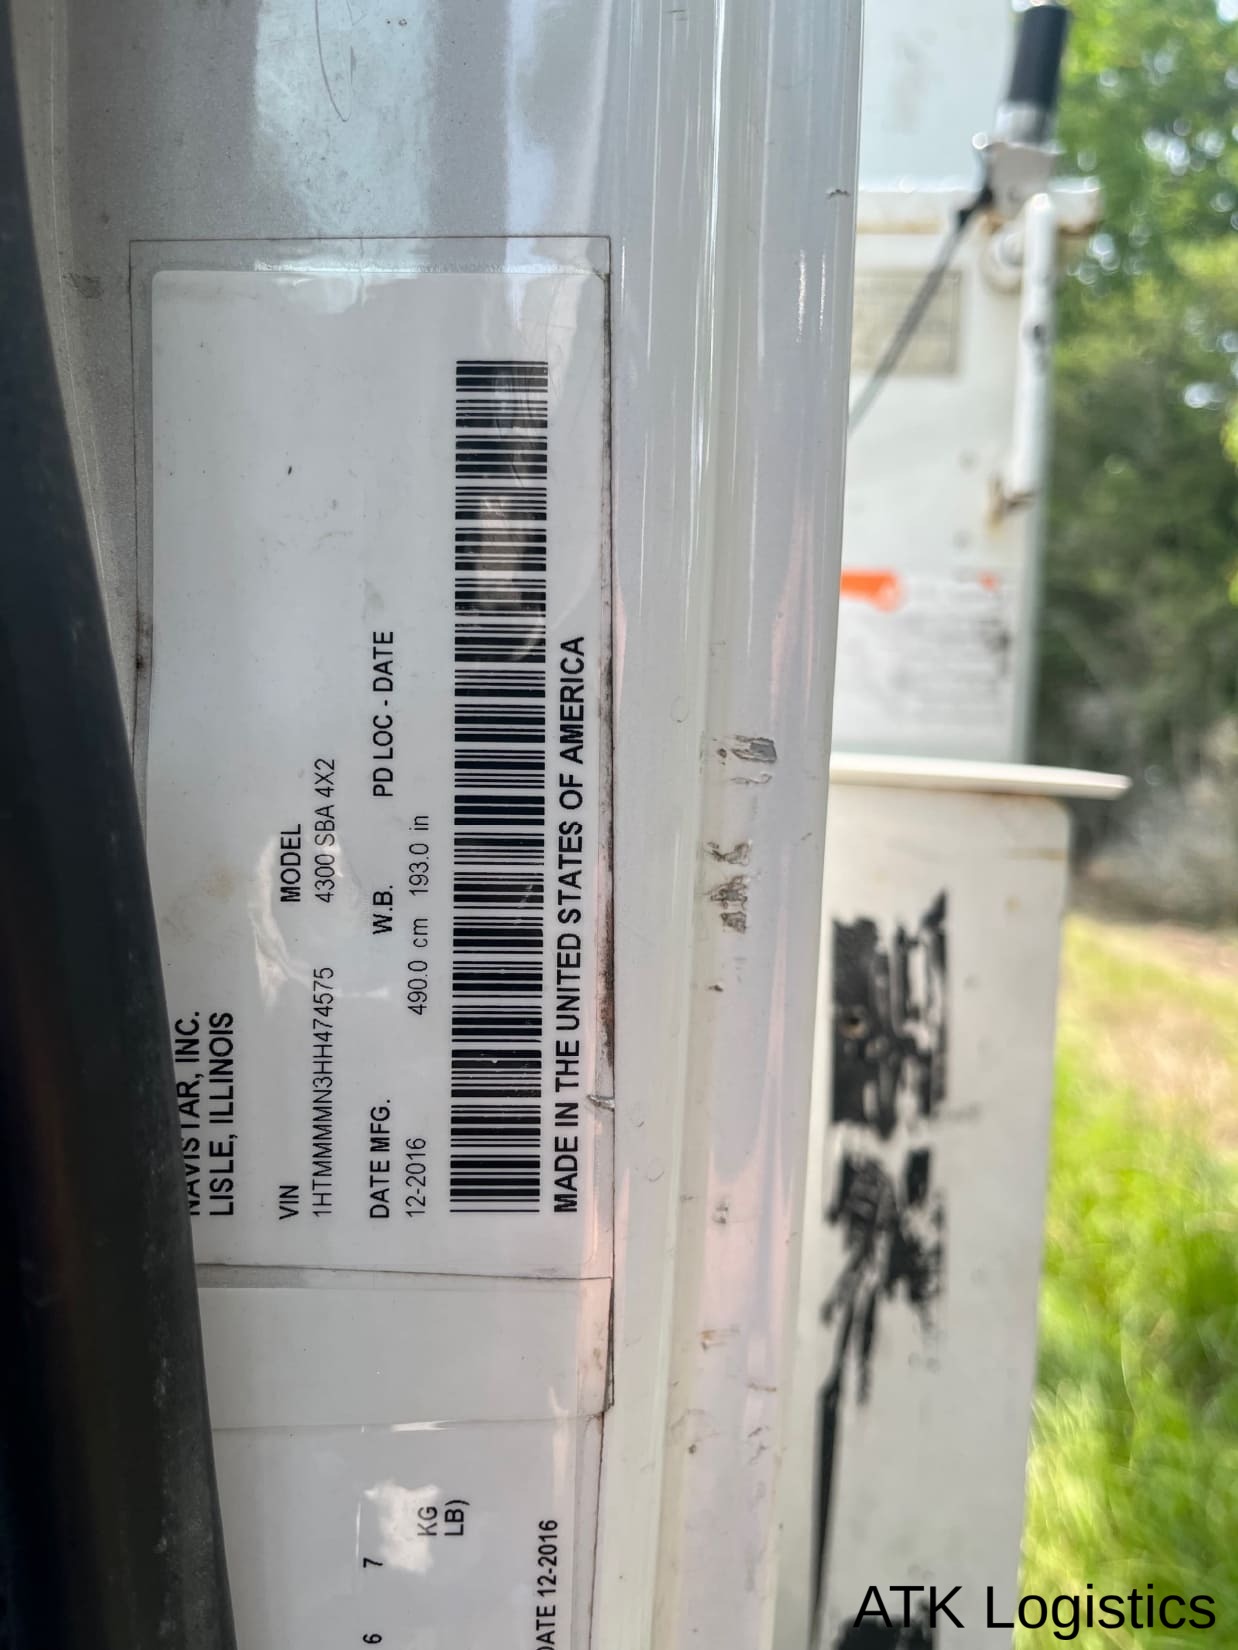 NAVISTAR, INC.
LISLE, ILLINOIS
VIN MODEL
1HTMMMMN3HH474575 4300 SBA 4X2
DATE MFG. W.B. PD LOC - DATE
12-2016 490.0 cm 193.0 in
MADE IN THE UNITED STATES OF AMERICA
6 7
KG
LB)
DATE 12-2016
ATK Logistics